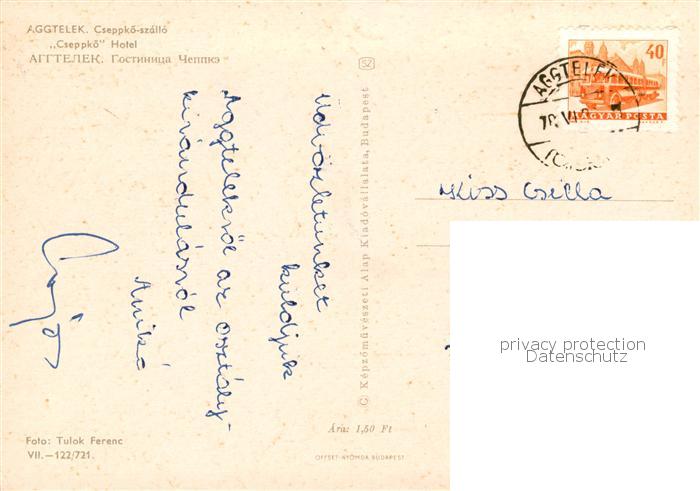 AGGTELEK. Cseppkő-szálló
„Cseppkő" Hotel
АГГТЕЛЕК. Гостиница Чеппкэ
Üdvözletünket
küldjük
Aggtelekről az osztály-
kirándulásról
Anikó
© Képzőművészeti Alap Kiadóvállalata, Budapest
SZ
40 F
MAGYAR POSTA
AGGTELEK
Kiss Csilla
privacy protection
Datenschutz
Ára: 1,50 Ft
Foto: Tulok Ferenc
VII.—122/721.
OFFSET-NYOMDA BUDAPEST